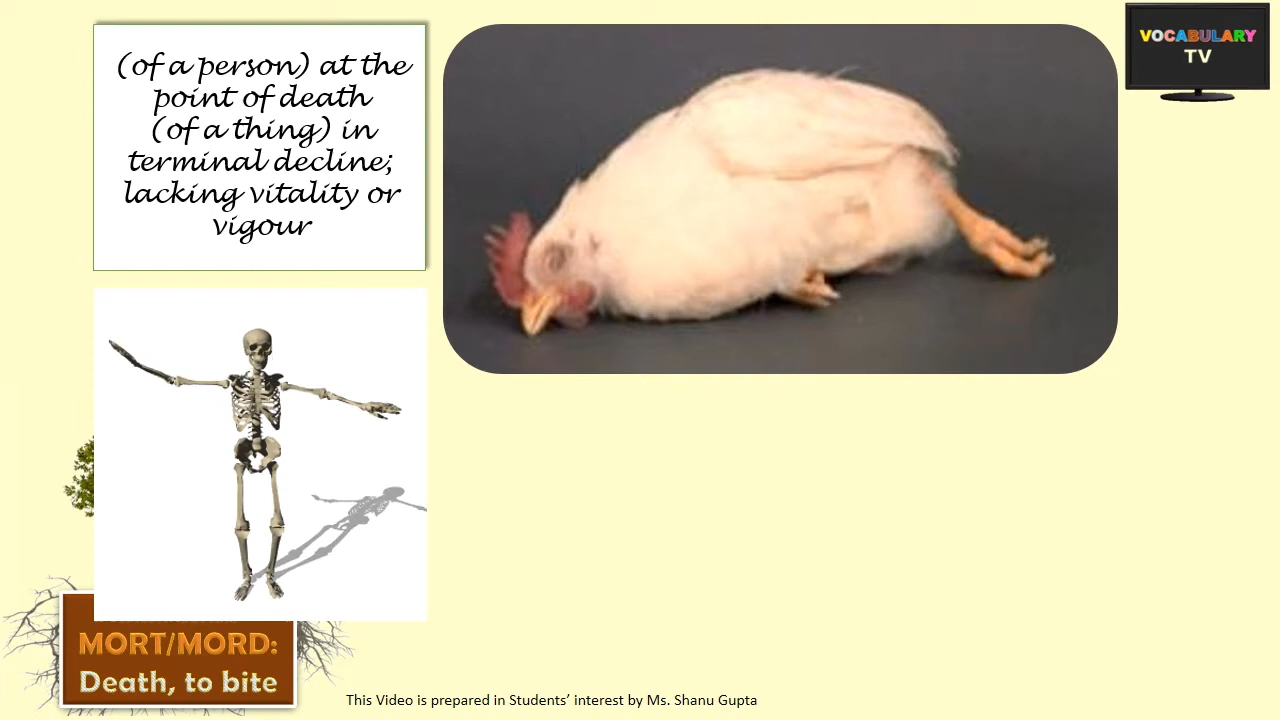 (of a person) at the
point of death
(of a thing) in
terminal decline;
lacking vitality or
vigour
VOCABULARY
TV
MORT/MORD:
Death, to bite
This Video is prepared in Students’ interest by Ms. Shanu Gupta